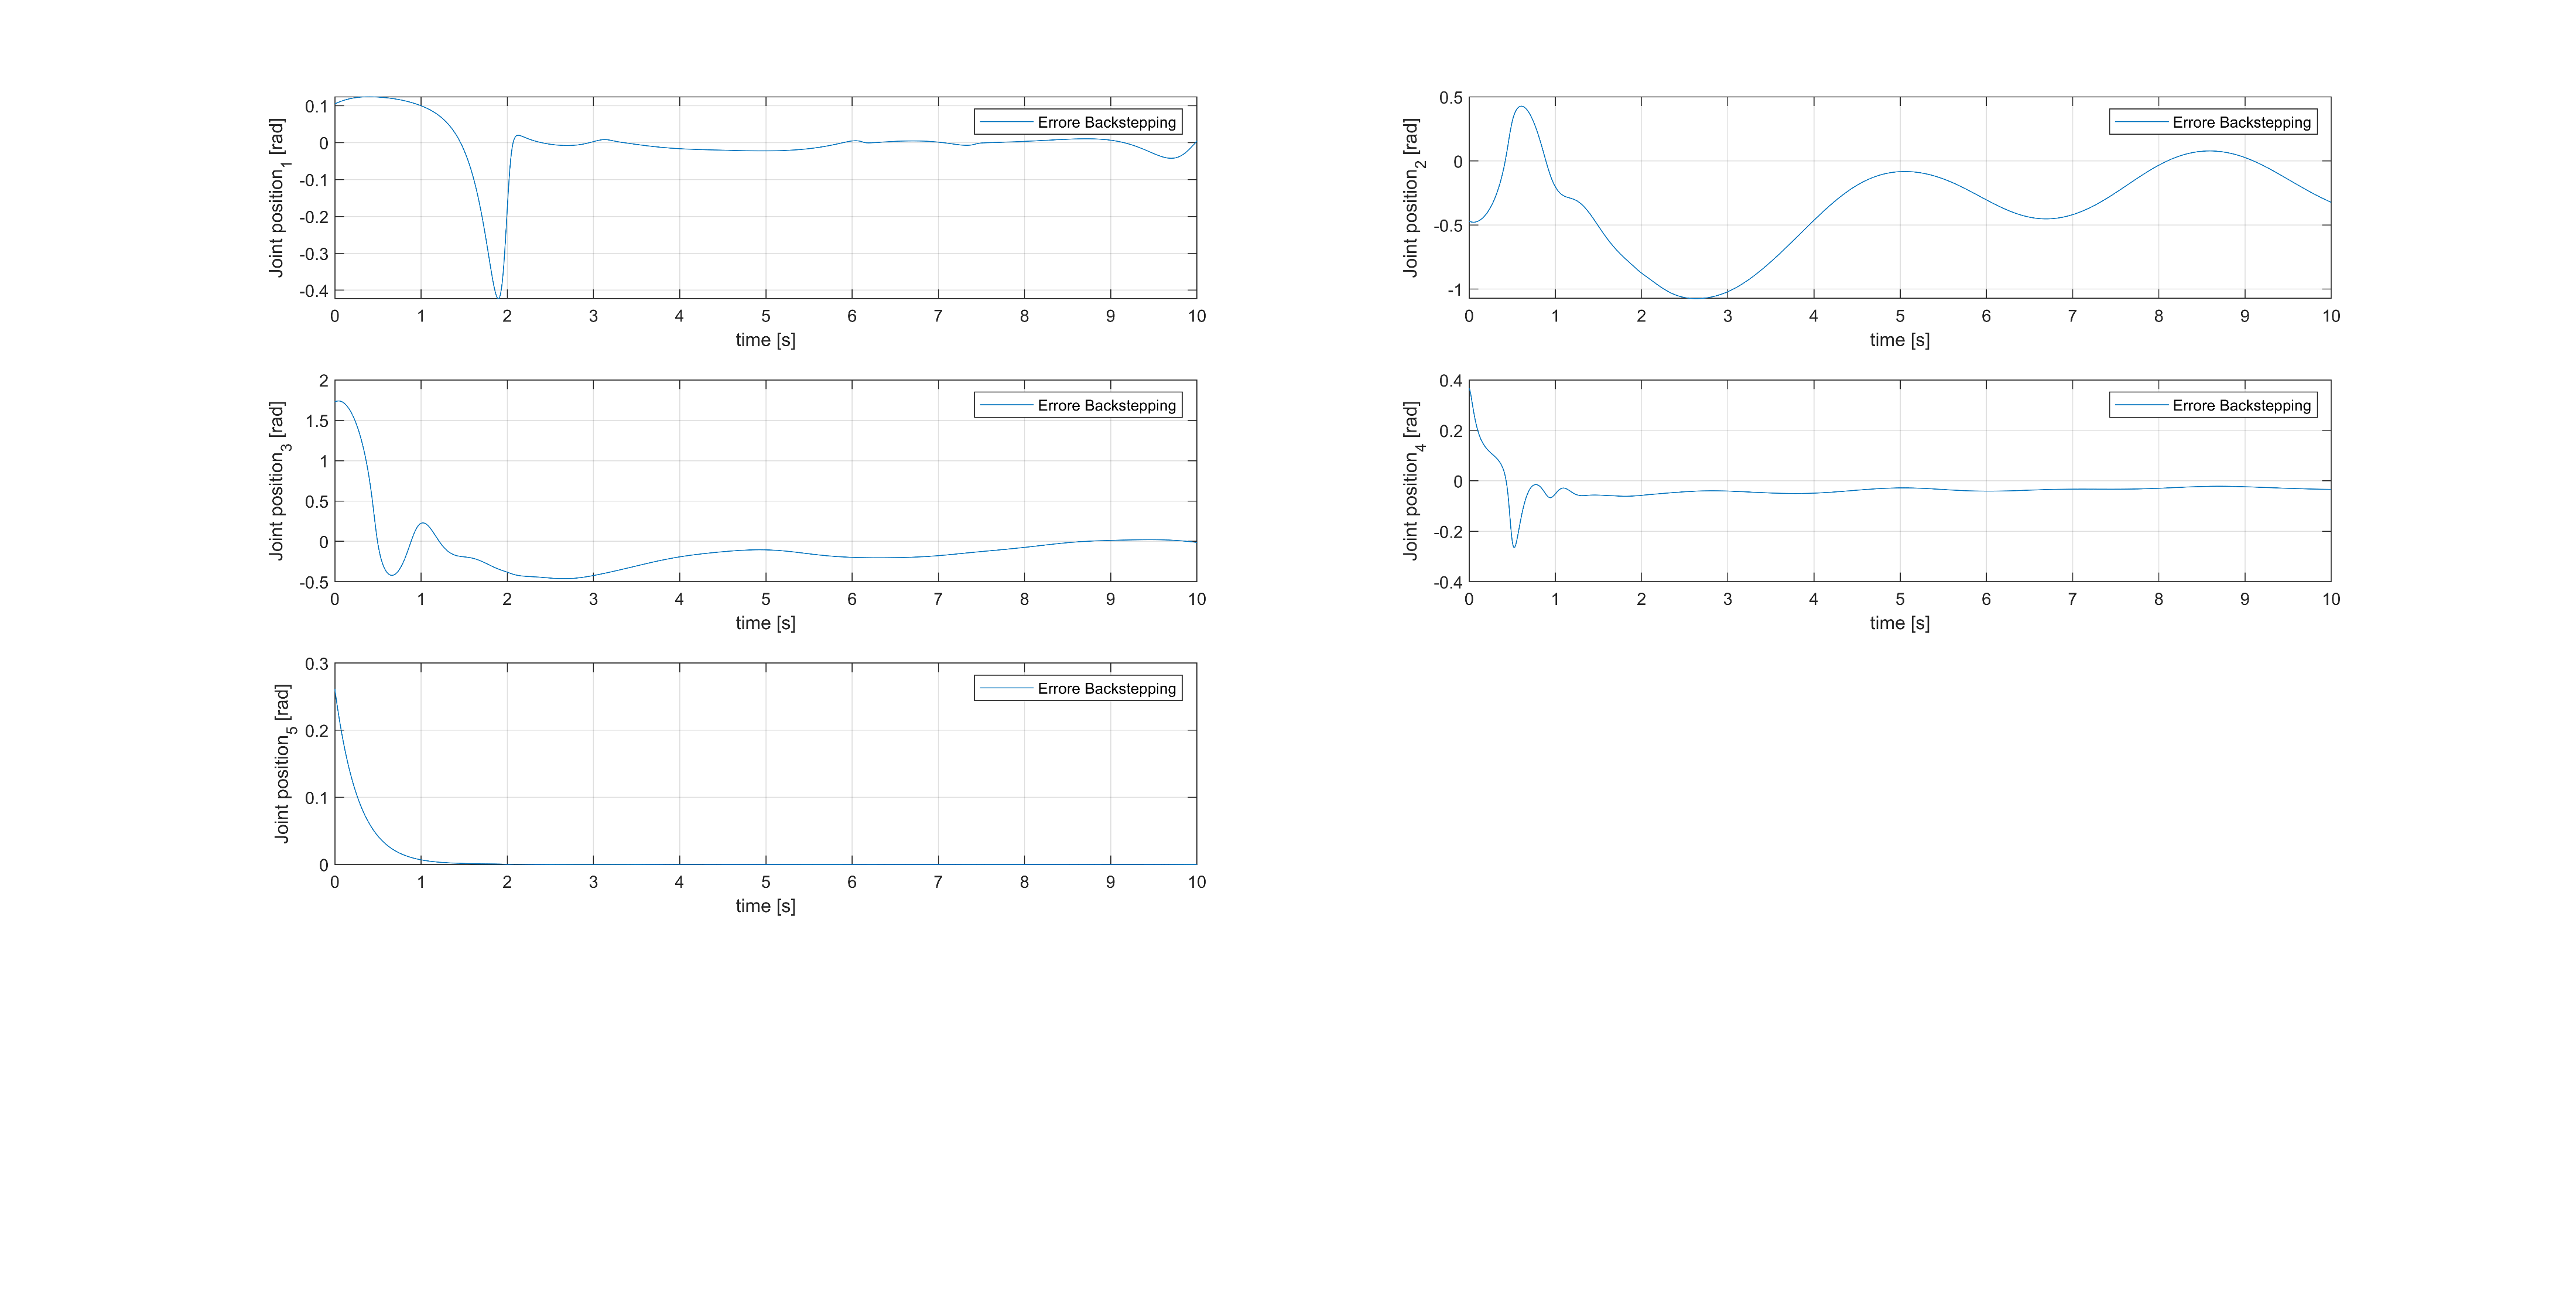 0.1
0
-0.1
-0.2
-0.3
-0.4
Joint position1 [rad]
Errore Backstepping
0 1 2 3 4 5 6 7 8 9 10
time [s]
0.5
0
-0.5
-1
Joint position2 [rad]
Errore Backstepping
0 1 2 3 4 5 6 7 8 9 10
time [s]
2
1.5
1
0.5
0
-0.5
Joint position3 [rad]
Errore Backstepping
0 1 2 3 4 5 6 7 8 9 10
time [s]
0.4
0.2
0
-0.2
-0.4
Joint position4 [rad]
Errore Backstepping
0 1 2 3 4 5 6 7 8 9 10
time [s]
0.3
0.2
0.1
0
Joint position5 [rad]
Errore Backstepping
0 1 2 3 4 5 6 7 8 9 10
time [s]